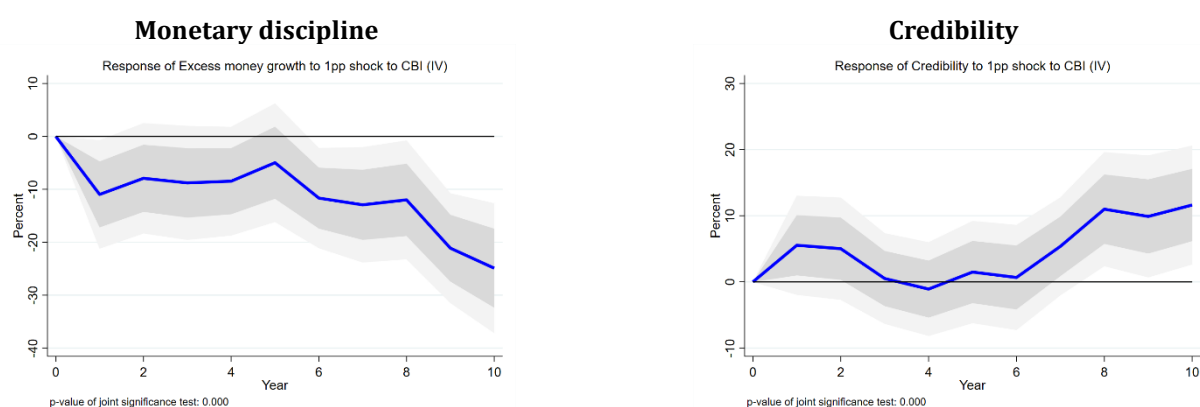 Monetary discipline
Response of Excess money growth to 1pp shock to CBI (IV)
Percent
10
0
-10
-20
-30
-40
0 2 4 6 8 10
Year
p-value of joint significance test: 0.000
Credibility
Response of Credibility to 1pp shock to CBI (IV)
Percent
30
20
10
0
-10
0 2 4 6 8 10
Year
p-value of joint significance test: 0.000